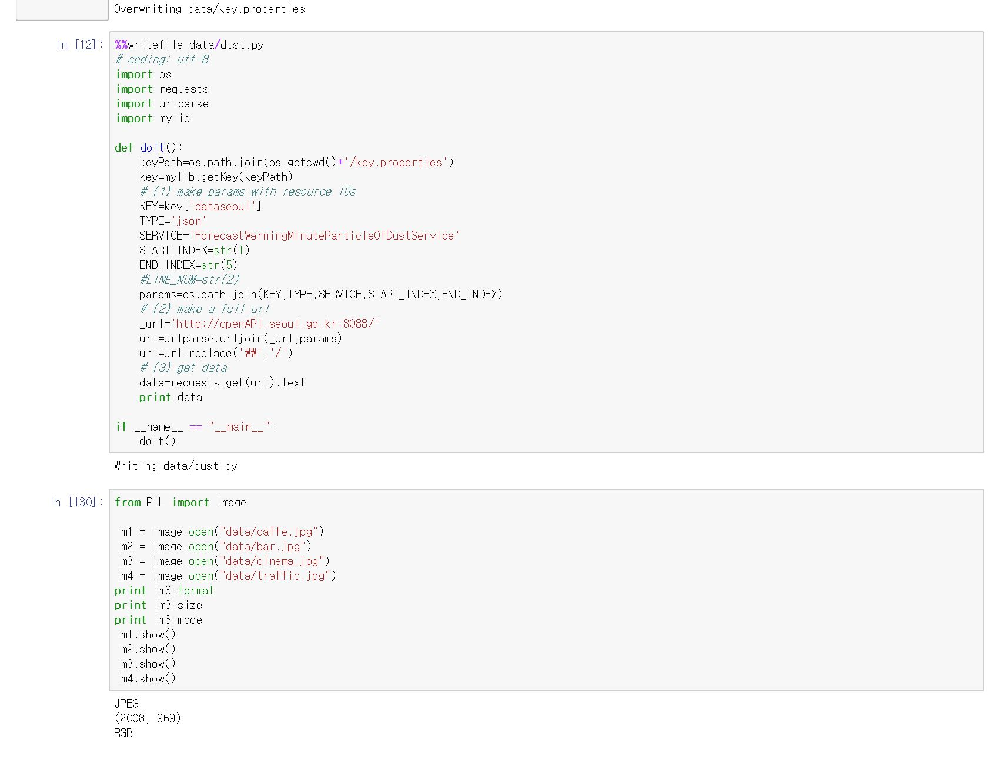 Overwriting data/key.properties
In [12]:
%%writefile data/dust.py
# coding: utf-8
import os
import requests
import urlparse
import mylib
def doIt():
keyPath=os.path.join(os.getcwd()+'/key.properties')
key=mylib.getKey(keyPath)
# (1) make params with resource IDs
KEY=key['dataseoul']
TYPE='json'
SERVICE='ForecastWarningMinuteParticleOfDustService'
START_INDEX=str(1)
END_INDEX=str(5)
#LINE_NUM=str(2)
params=os.path.join(KEY,TYPE,SERVICE,START_INDEX,END_INDEX)
# (2) make a full url
_url='http://openAPI.seoul.go.kr:8088/'
url=urlparse.urljoin(_url,params)
url=url.replace('₩₩','/')
# (3) get data
data=requests.get(url).text
print data
if __name__ == "__main__":
doIt()
Writing data/dust.py
In [130]:
from PIL import Image
im1 = Image.open("data/caffe.jpg")
im2 = Image.open("data/bar.jpg")
im3 = Image.open("data/cinema.jpg")
im4 = Image.open("data/traffic.jpg")
print im3.format
print im3.size
print im3.mode
im1.show()
im2.show()
im3.show()
im4.show()
JPEG
(2008, 969)
RGB